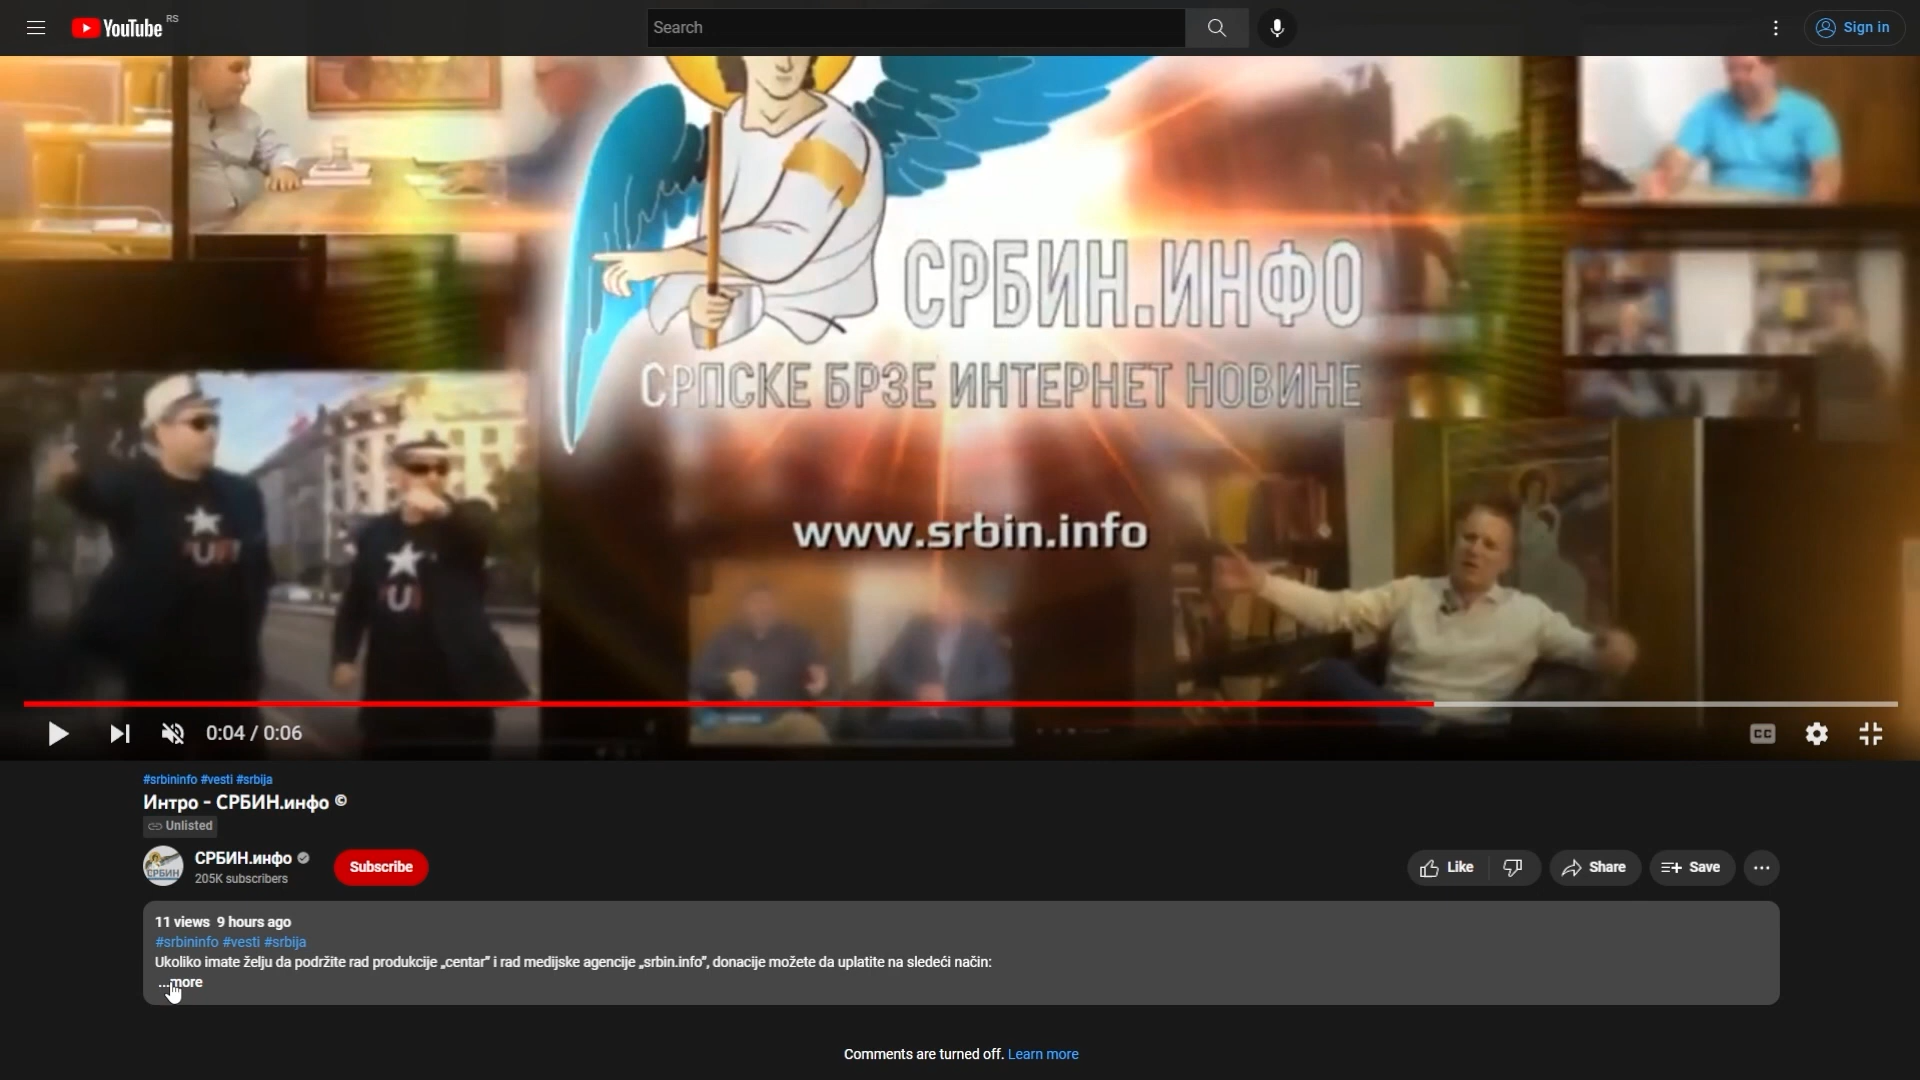 YouTube RS
Search
Sign in
СРБИН.ИНФО
СРПСКЕ БРЗЕ ИНТЕРНЕТ НОВИНЕ
www.srbin.info
0:04 / 0:06
CC
#srbininfo #vesti #srbija
Интро - СРБИН.инфо ©
Unlisted
СРБИН
СРБИН.инфо
205K subscribers
Subscribe
Like
Share
Save
11 views 9 hours ago
#srbininfo #vesti #srbija
Ukoliko imate želju da podržite rad produkcije „centar” i rad medijske agencije „srbin.info”, donacije možete da uplatite na sledeći način:
...more
Comments are turned off. Learn more